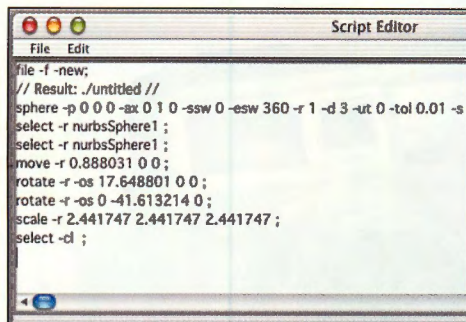 Script Editor
File Edit
file -f -new;
// Result: ./untitled //
sphere -p 0 0 0 -ax 0 1 0 -ssw 0 -esw 360 -r 1 -d 3 -ut 0 -tol 0.01 -s
select -r nurbsSphere1 ;
select -r nurbsSphere1 ;
move -r 0.888031 0 0 ;
rotate -r -os 17.648801 0 0 ;
rotate -r -os 0 -41.613214 0 ;
scale -r 2.441747 2.441747 2.441747 ;
select -cl ;